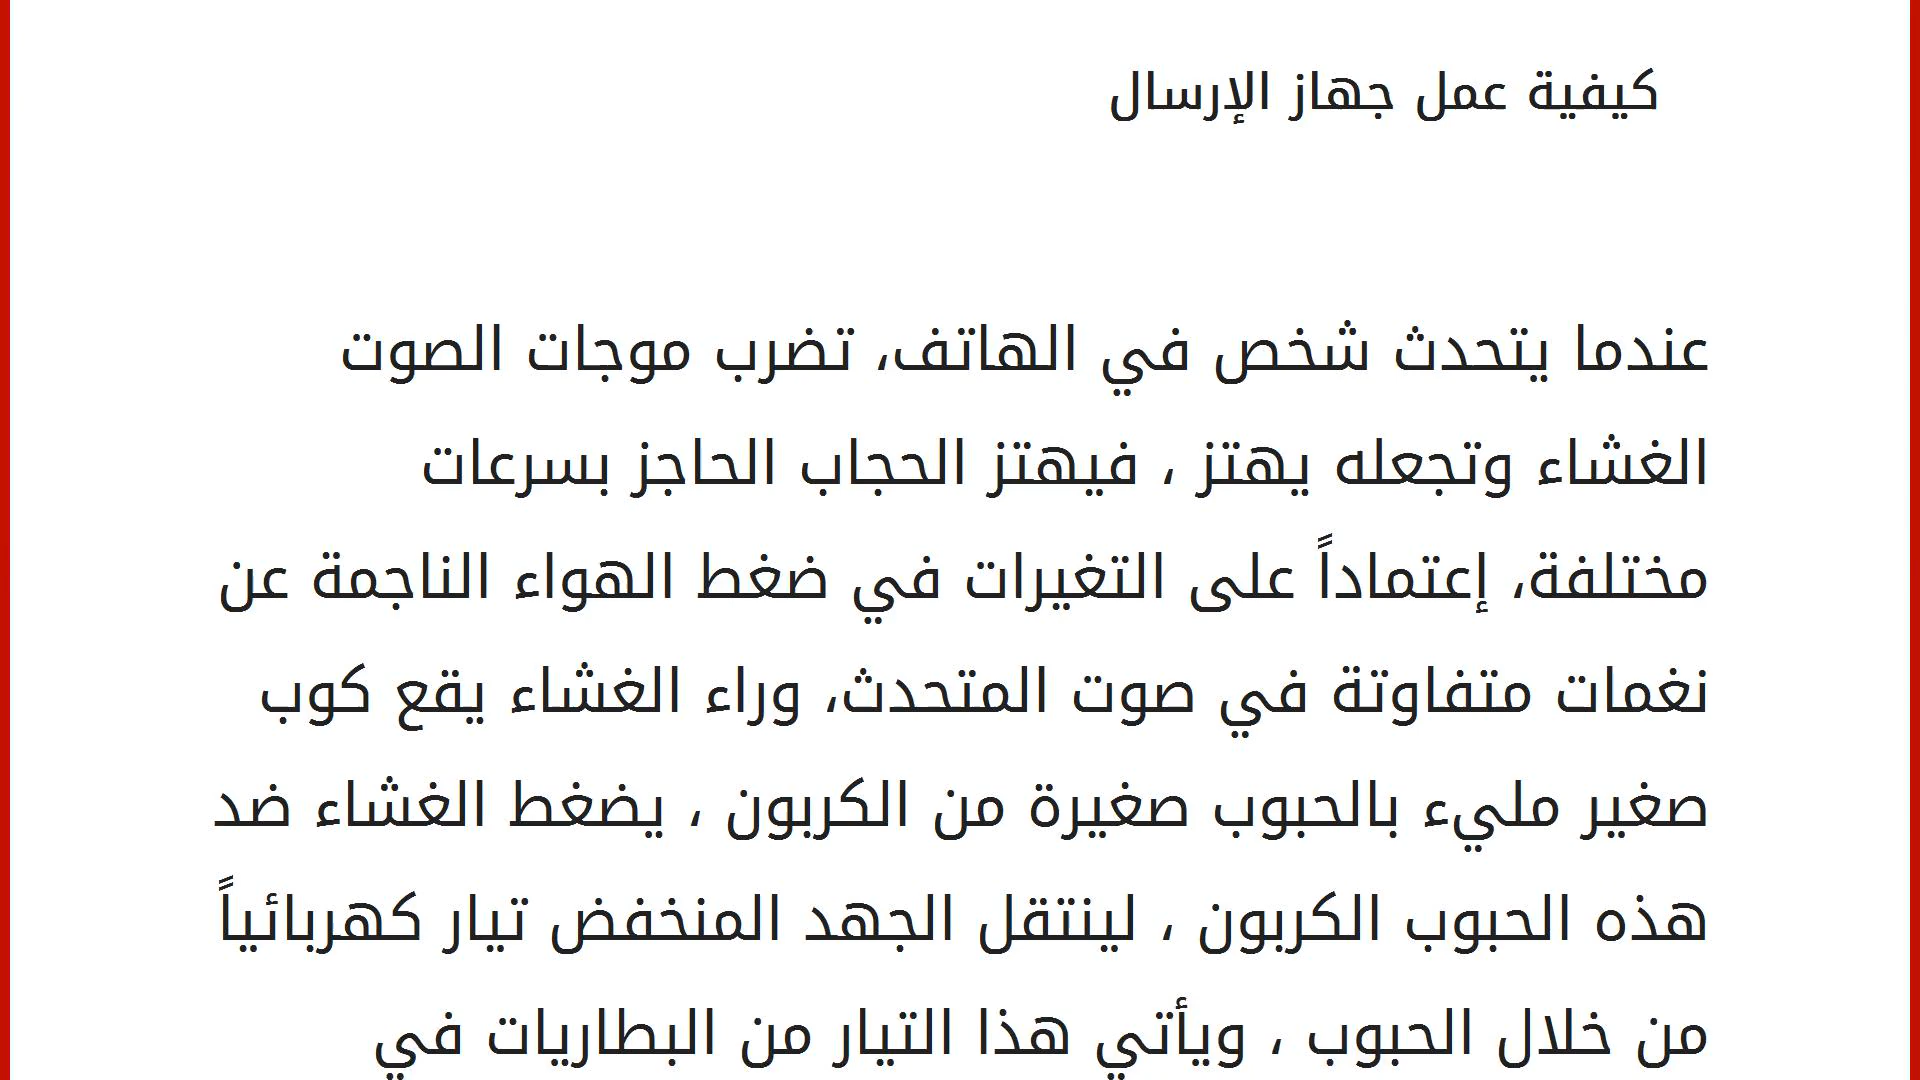 كيفية عمل جهاز الإرسال
عندما يتحدث شخص في الهاتف، تضرب موجات الصوت
الغشاء وتجعله يهتز ، فيهتز الحجاب الحاجز بسرعات
مختلفة، إعتماداً على التغيرات في ضغط الهواء الناجمة عن
نغمات متفاوتة في صوت المتحدث، وراء الغشاء يقع كوب
صغير مليء بالحبوب صغيرة من الكربون ، يضغط الغشاء ضد
هذه الحبوب الكربون ، لينتقل الجهد المنخفض تيار كهربائياً
من خلال الحبوب ، ويأتي هذا التيار من البطاريات في